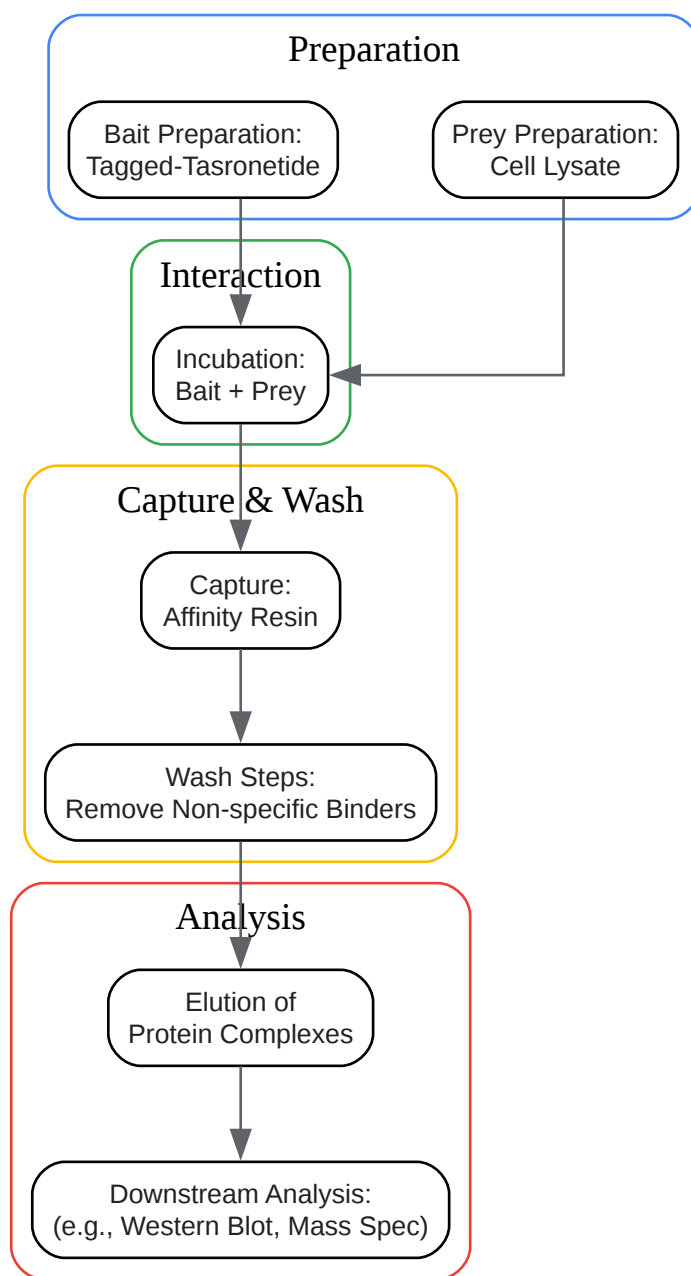 Preparation
Bait Preparation:
Tagged-Tasronetide
Prey Preparation:
Cell Lysate
Interaction
Incubation:
Bait + Prey
Capture & Wash
Capture:
Affinity Resin
Wash Steps:
Remove Non-specific Binders
Analysis
Elution of
Protein Complexes
Downstream Analysis:
(e.g., Western Blot, Mass Spec)